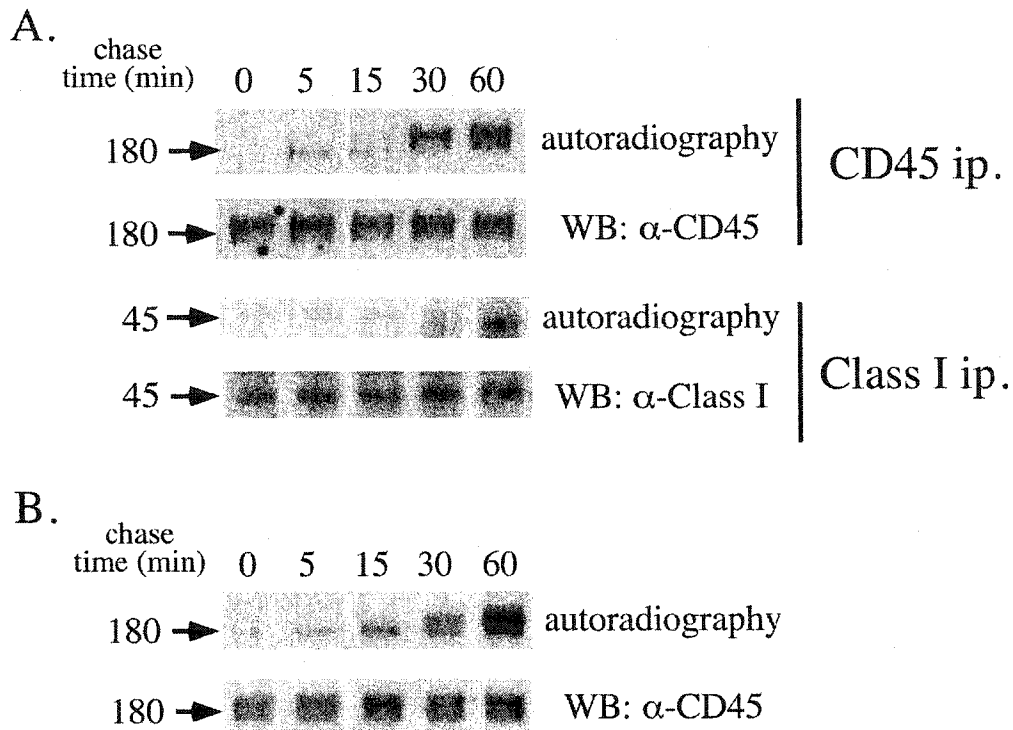 A.
chase
time (min) 0 5 15 30 60
180 autoradiography
CD45 ip.
180 WB: α-CD45
45 autoradiography
Class I ip.
45 WB: α-Class I
B.
chase
time (min) 0 5 15 30 60
180 autoradiography
180 WB: α-CD45